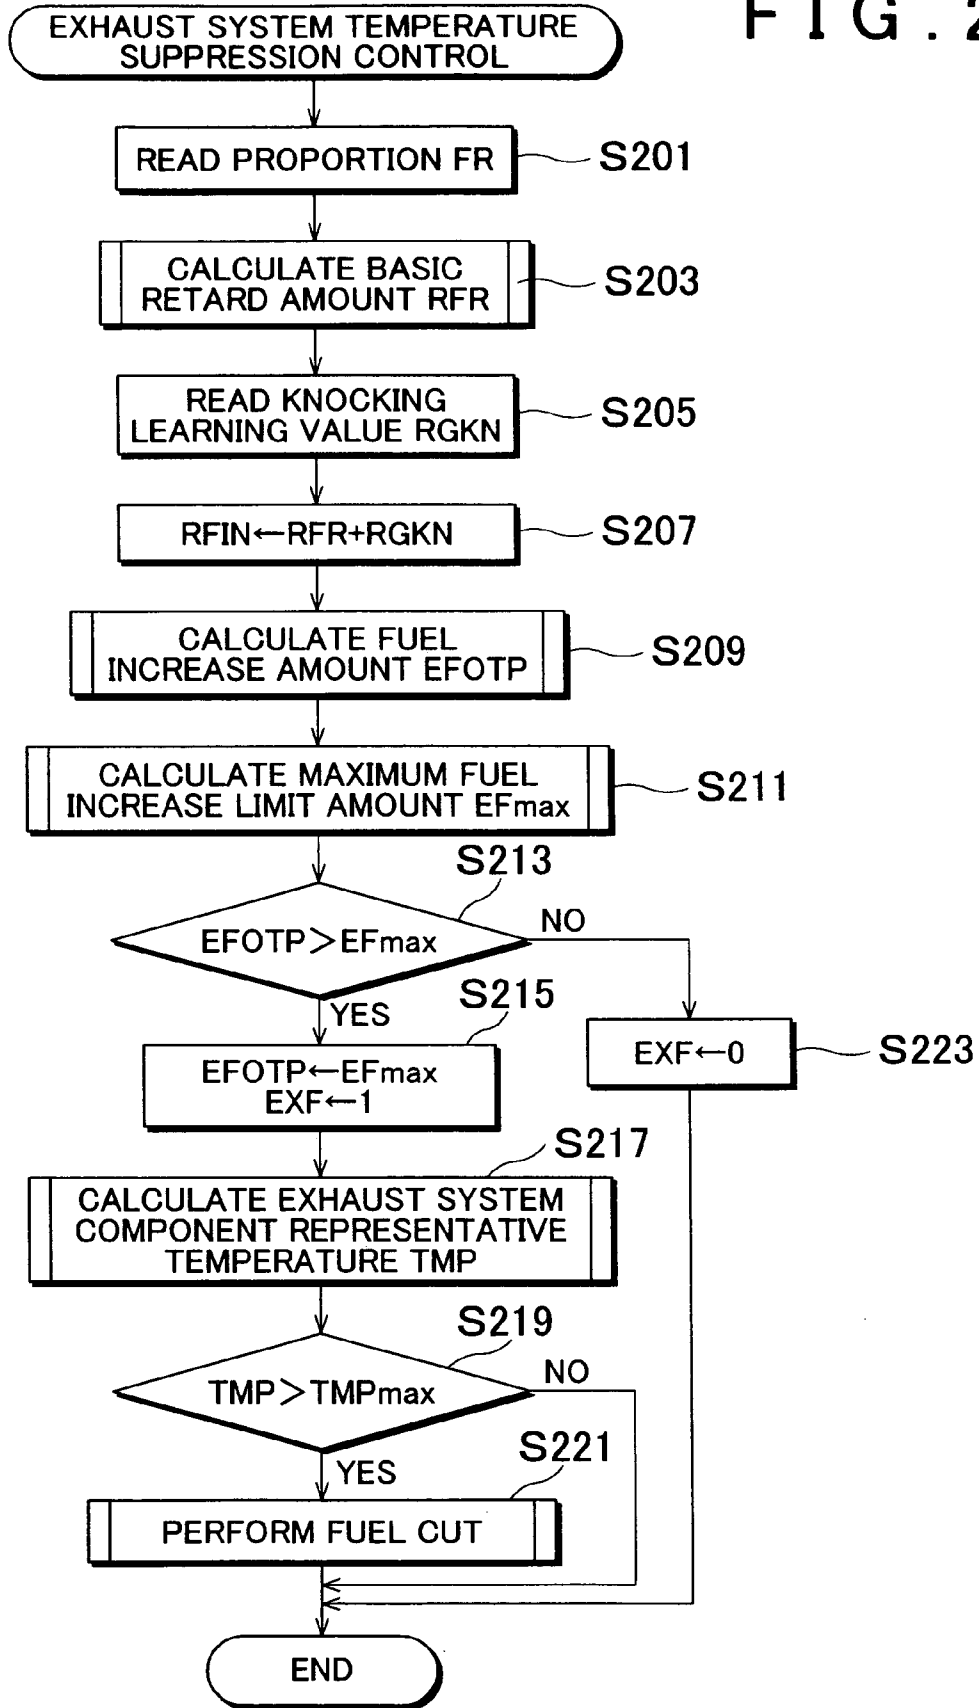 FIG. 2
EXHAUST SYSTEM TEMPERATURE
SUPPRESSION CONTROL
READ PROPORTION FR
S201
CALCULATE BASIC
RETARD AMOUNT RFR
S203
READ KNOCKING
LEARNING VALUE RGKN
S205
RFIN←RFR+RGKN
S207
CALCULATE FUEL
INCREASE AMOUNT EFOTP
S209
CALCULATE MAXIMUM FUEL
INCREASE LIMIT AMOUNT EFmax
S211
S213
EFOTP>EFmax
NO
YES
S215
EFOTP←EFmax
EXF←1
EXF←0
S223
S217
CALCULATE EXHAUST SYSTEM
COMPONENT REPRESENTATIVE
TEMPERATURE TMP
S219
TMP>TMPmax
NO
YES
S221
PERFORM FUEL CUT
END